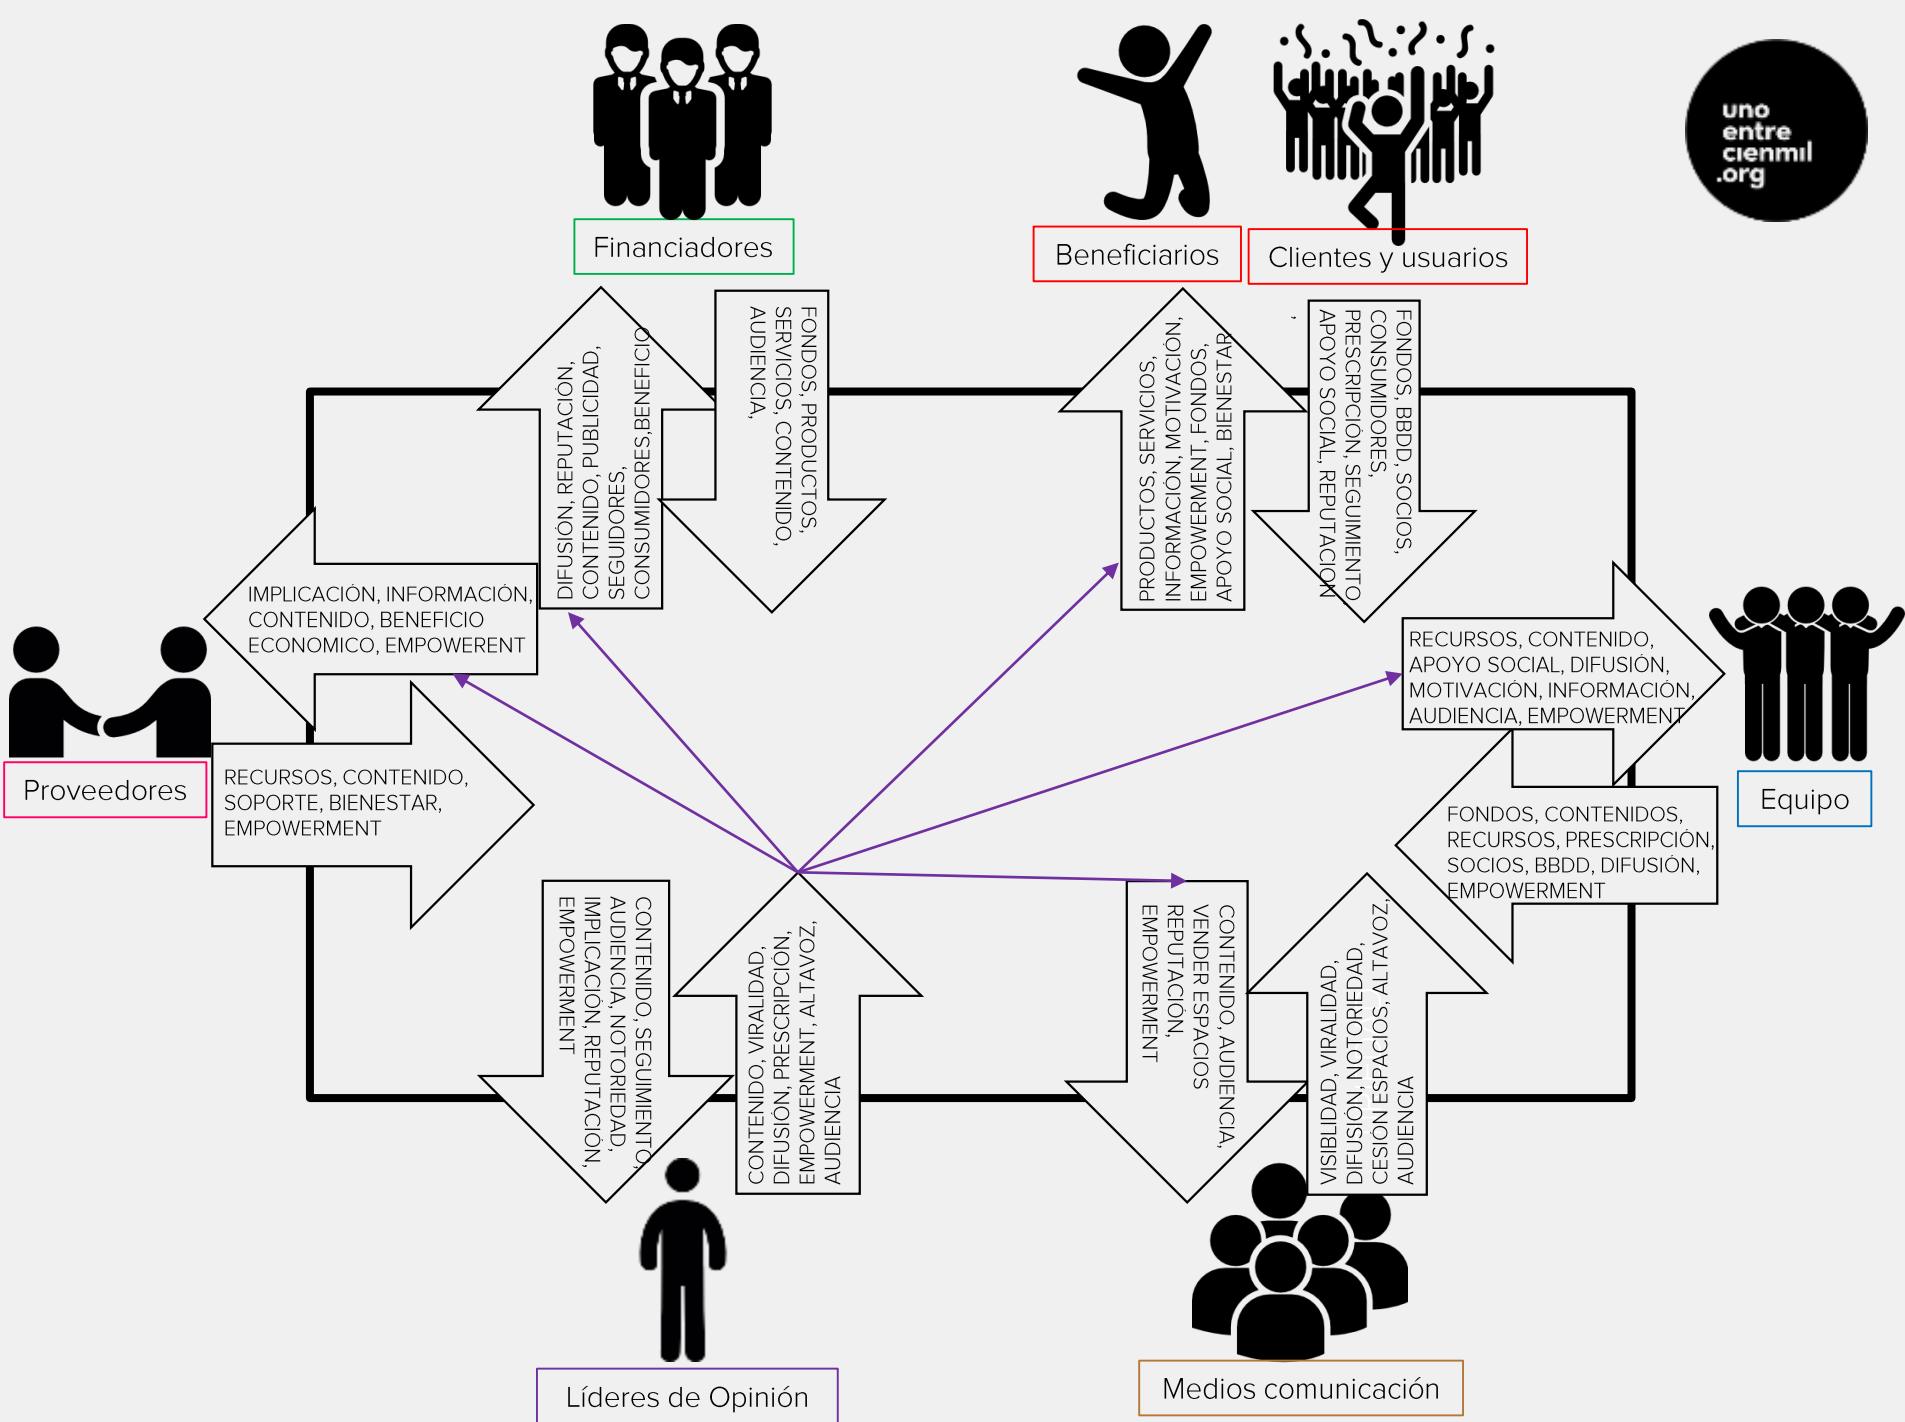 uno
entre
cienmil
.org
Financiadores
Beneficiarios
Clientes y usuarios
DIFUSIÓN, REPUTACIÓN,
CONTENIDO, PUBLICIDAD,
SEGUIDORES,
CONSUMIDORES,BENEFICIO
FONDOS, PRODUCTOS,
SERVICIOS, CONTENIDO,
AUDIENCIA,
PRODUCTOS, SERVICIOS,
INFORMACIÓN, MOTIVACIÓN,
EMPOWERMENT, FONDOS,
APOYO SOCIAL, BIENESTAR
FONDOS, BBDD, SOCIOS,
CONSUMIDORES,
PRESCRIPCIÓN, SEGUIMIENTO
APOYO SOCIAL, REPUTACION
,
IMPLICACIÓN, INFORMACIÓN,
CONTENIDO, BENEFICIO
ECONOMICO, EMPOWERENT
RECURSOS, CONTENIDO,
APOYO SOCIAL, DIFUSIÓN,
MOTIVACIÓN, INFORMACIÓN,
AUDIENCIA, EMPOWERMENT
Proveedores
RECURSOS, CONTENIDO,
SOPORTE, BIENESTAR,
EMPOWERMENT
Equipo
FONDOS, CONTENIDOS,
RECURSOS, PRESCRIPCIÓN,
SOCIOS, BBDD, DIFUSIÓN,
EMPOWERMENT
CONTENIDO, SEGUIMIENTO,
AUDIENCIA, NOTORIEDAD,
IMPLICACIÓN, REPUTACIÓN,
EMPOWERMENT
CONTENIDO, VIRALIDAD,
DIFUSIÓN, PRESCRIPCIÓN,
EMPOWERMENT, ALTAVOZ,
AUDIENCIA
CONTENIDO, AUDIENCIA,
VENDER ESPACIOS
REPUTACIÓN,
EMPOWERMENT
VISIBLIDAD, VIRALIDAD,
DIFUSIÓN, NOTORIEDAD,
CESIÓN ESPACIOS, ALTAVOZ,
AUDIENCIA
Líderes de Opinión
Medios comunicación